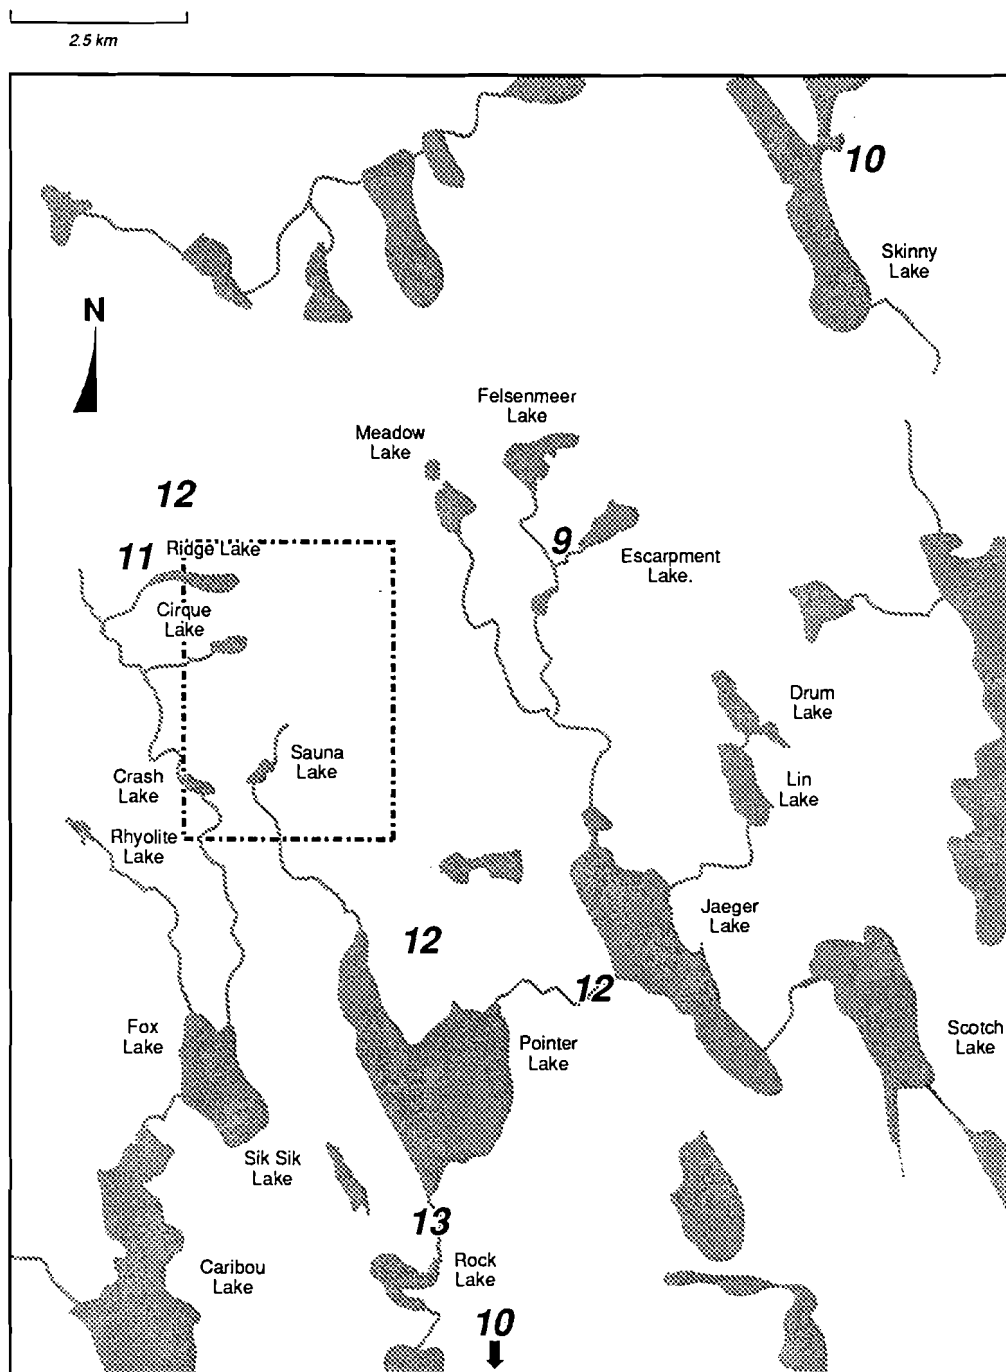 2.5 km
10
Skinny
Lake
N
Felsenmeer
Lake
Meadow
Lake
12
9
11
Ridge Lake
Escarpment
Lake.
Cirque
Lake
Drum
Lake
Sauna
Lake
Crash
Lake
Lin
Lake
Rhyolite
Lake
Jaeger
Lake
12
12
Fox
Lake
Pointer
Lake
Scotch
Lake
Sik Sik
Lake
13
Rock
Lake
Caribou
Lake
10